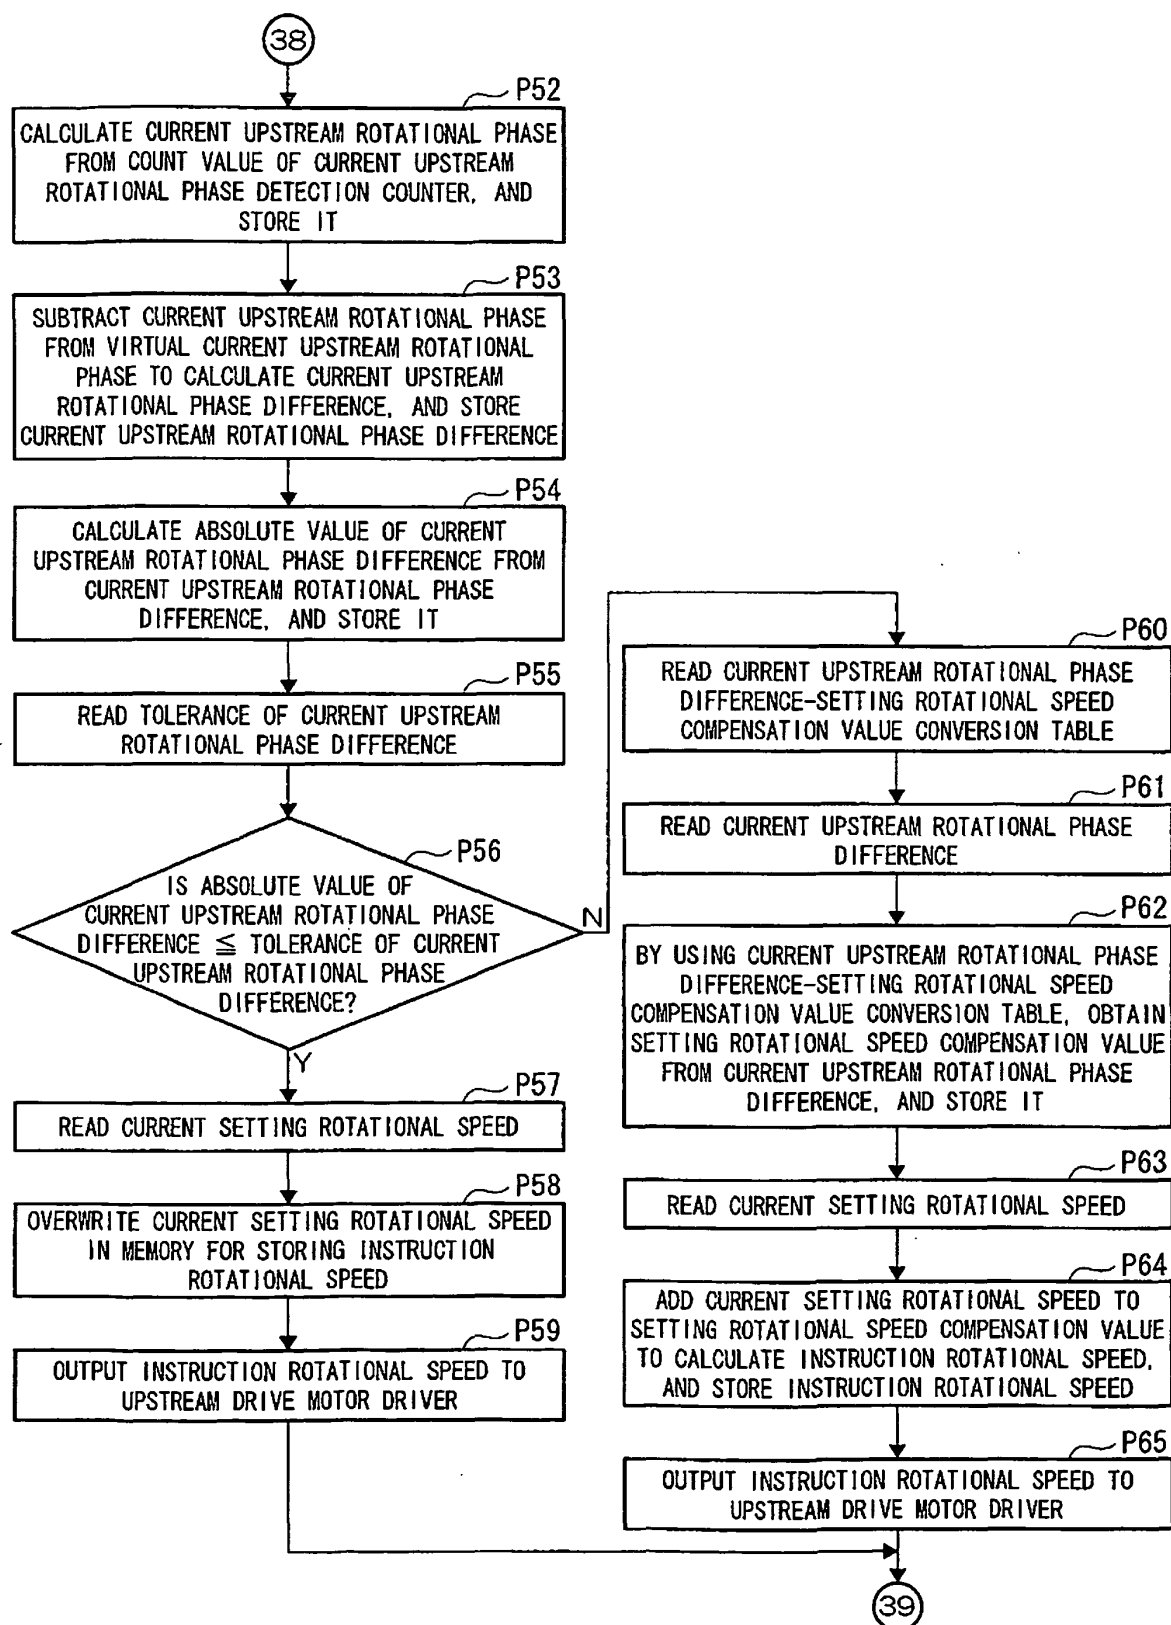 38
P52
CALCULATE CURRENT UPSTREAM ROTATIONAL PHASE
FROM COUNT VALUE OF CURRENT UPSTREAM
ROTATIONAL PHASE DETECTION COUNTER, AND
STORE IT
P53
SUBTRACT CURRENT UPSTREAM ROTATIONAL PHASE
FROM VIRTUAL CURRENT UPSTREAM ROTATIONAL
PHASE TO CALCULATE CURRENT UPSTREAM
ROTATIONAL PHASE DIFFERENCE, AND STORE
CURRENT UPSTREAM ROTATIONAL PHASE DIFFERENCE
P54
CALCULATE ABSOLUTE VALUE OF CURRENT
UPSTREAM ROTATIONAL PHASE DIFFERENCE FROM
CURRENT UPSTREAM ROTATIONAL PHASE
DIFFERENCE, AND STORE IT
P55
READ TOLERANCE OF CURRENT UPSTREAM
ROTATIONAL PHASE DIFFERENCE
P56
IS ABSOLUTE VALUE OF
CURRENT UPSTREAM ROTATIONAL PHASE
DIFFERENCE ≦ TOLERANCE OF CURRENT
UPSTREAM ROTATIONAL PHASE
DIFFERENCE?
N
Y
P57
READ CURRENT SETTING ROTATIONAL SPEED
P58
OVERWRITE CURRENT SETTING ROTATIONAL SPEED
IN MEMORY FOR STORING INSTRUCTION
ROTATIONAL SPEED
P59
OUTPUT INSTRUCTION ROTATIONAL SPEED TO
UPSTREAM DRIVE MOTOR DRIVER
P60
READ CURRENT UPSTREAM ROTATIONAL PHASE
DIFFERENCE-SETTING ROTATIONAL SPEED
COMPENSATION VALUE CONVERSION TABLE
P61
READ CURRENT UPSTREAM ROTATIONAL PHASE
DIFFERENCE
P62
BY USING CURRENT UPSTREAM ROTATIONAL PHASE
DIFFERENCE-SETTING ROTATIONAL SPEED
COMPENSATION VALUE CONVERSION TABLE, OBTAIN
SETTING ROTATIONAL SPEED COMPENSATION VALUE
FROM CURRENT UPSTREAM ROTATIONAL PHASE
DIFFERENCE, AND STORE IT
P63
READ CURRENT SETTING ROTATIONAL SPEED
P64
ADD CURRENT SETTING ROTATIONAL SPEED TO
SETTING ROTATIONAL SPEED COMPENSATION VALUE
TO CALCULATE INSTRUCTION ROTATIONAL SPEED,
AND STORE INSTRUCTION ROTATIONAL SPEED
P65
OUTPUT INSTRUCTION ROTATIONAL SPEED TO
UPSTREAM DRIVE MOTOR DRIVER
39